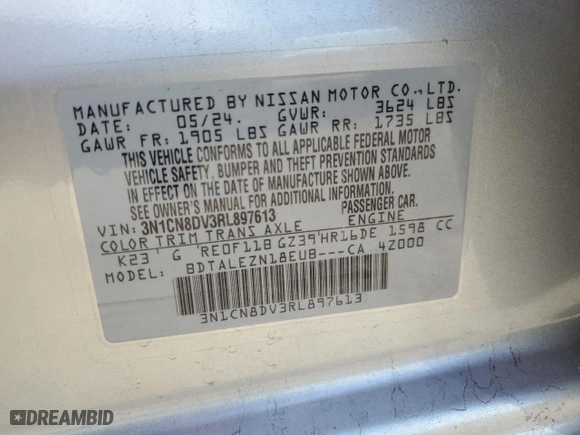 MANUFACTURED BY NISSAN MOTOR CO.,LTD.
DATE: 05/24. GVWR: 3624 LBS
GAWR FR: 1905 LBS GAWR RR: 1735 LBS
THIS VEHICLE CONFORMS TO ALL APPLICABLE FEDERAL MOTOR
VEHICLE SAFETY, BUMPER AND THEFT PREVENTION STANDARDS
IN EFFECT ON THE DATE OF MANUFACTURE SHOWN ABOVE.
SEE OWNER'S MANUAL FOR ADDITIONAL INFORMATION.
VIN: 3N1CN8DV3RL897613 PASSENGER CAR.
COLOR TRIM TRANS AXLE ENGINE
K23 G RE0F11B GZ39 HR16DE 1598 CC
BDTALEZN18EUB---CA 4Z000
3N1CN8DV3RL897613
DREAMBID